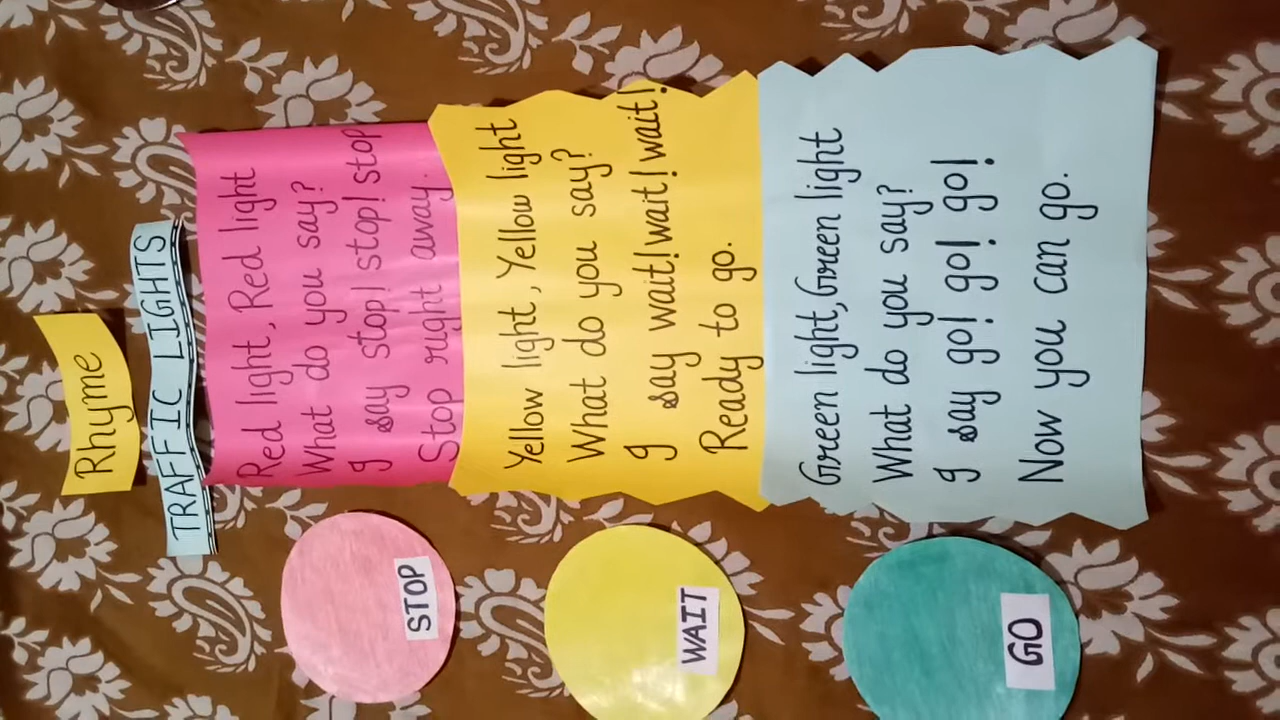 Rhyme
TRAFFIC LIGHTS
Red light, Red light
What do you say?
I say stop! stop! stop
Stop right away.
Yellow light, Yellow light
What do you say?
I say wait! wait! wait!
Ready to go.
Green light, Green light
What do you say?
I say go! go! go!
Now you can go.
STOP
WAIT
GO